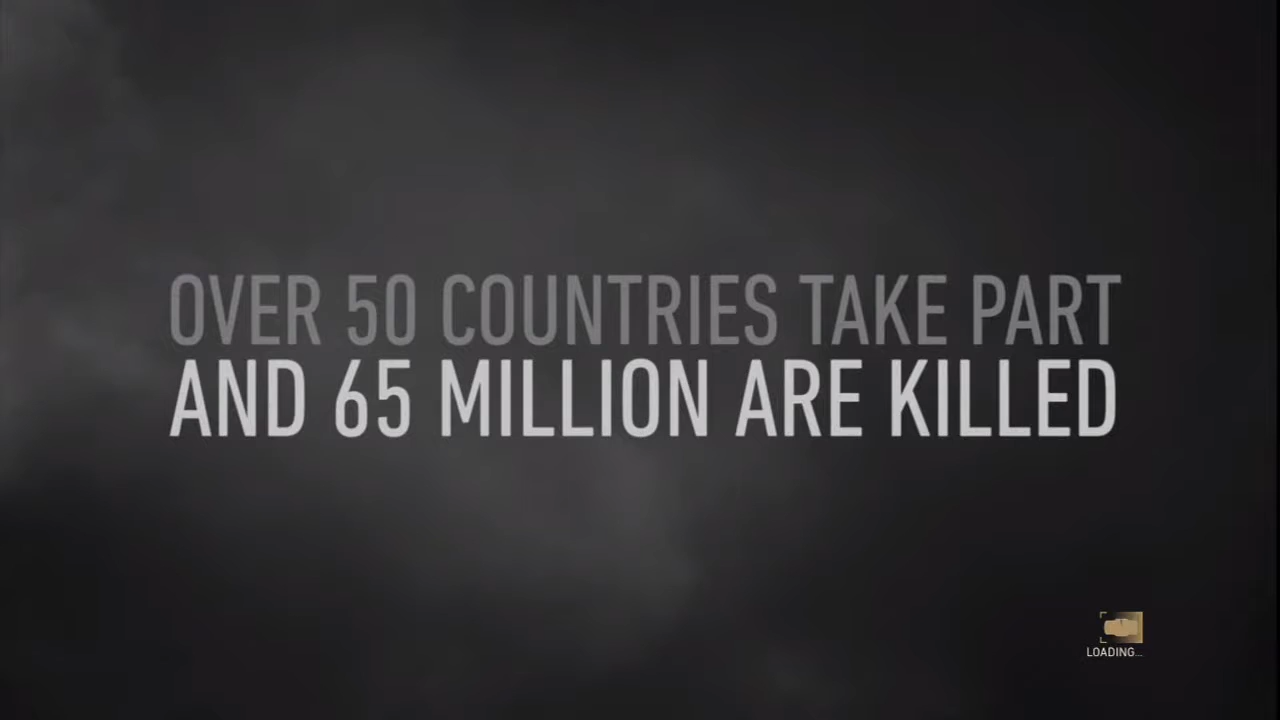 OVER 50 COUNTRIES TAKE PART
AND 65 MILLION ARE KILLED
LOADING...